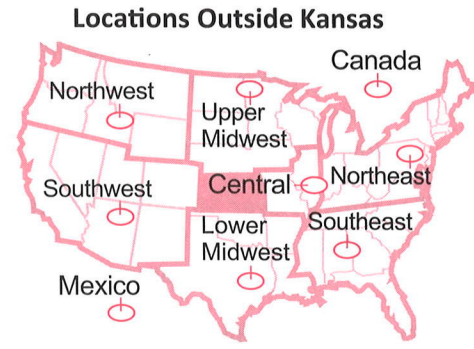 Locations Outside Kansas
Canada
Northwest
Upper
Midwest
Southwest
Central
Northeast
Lower
Midwest
Southeast
Mexico